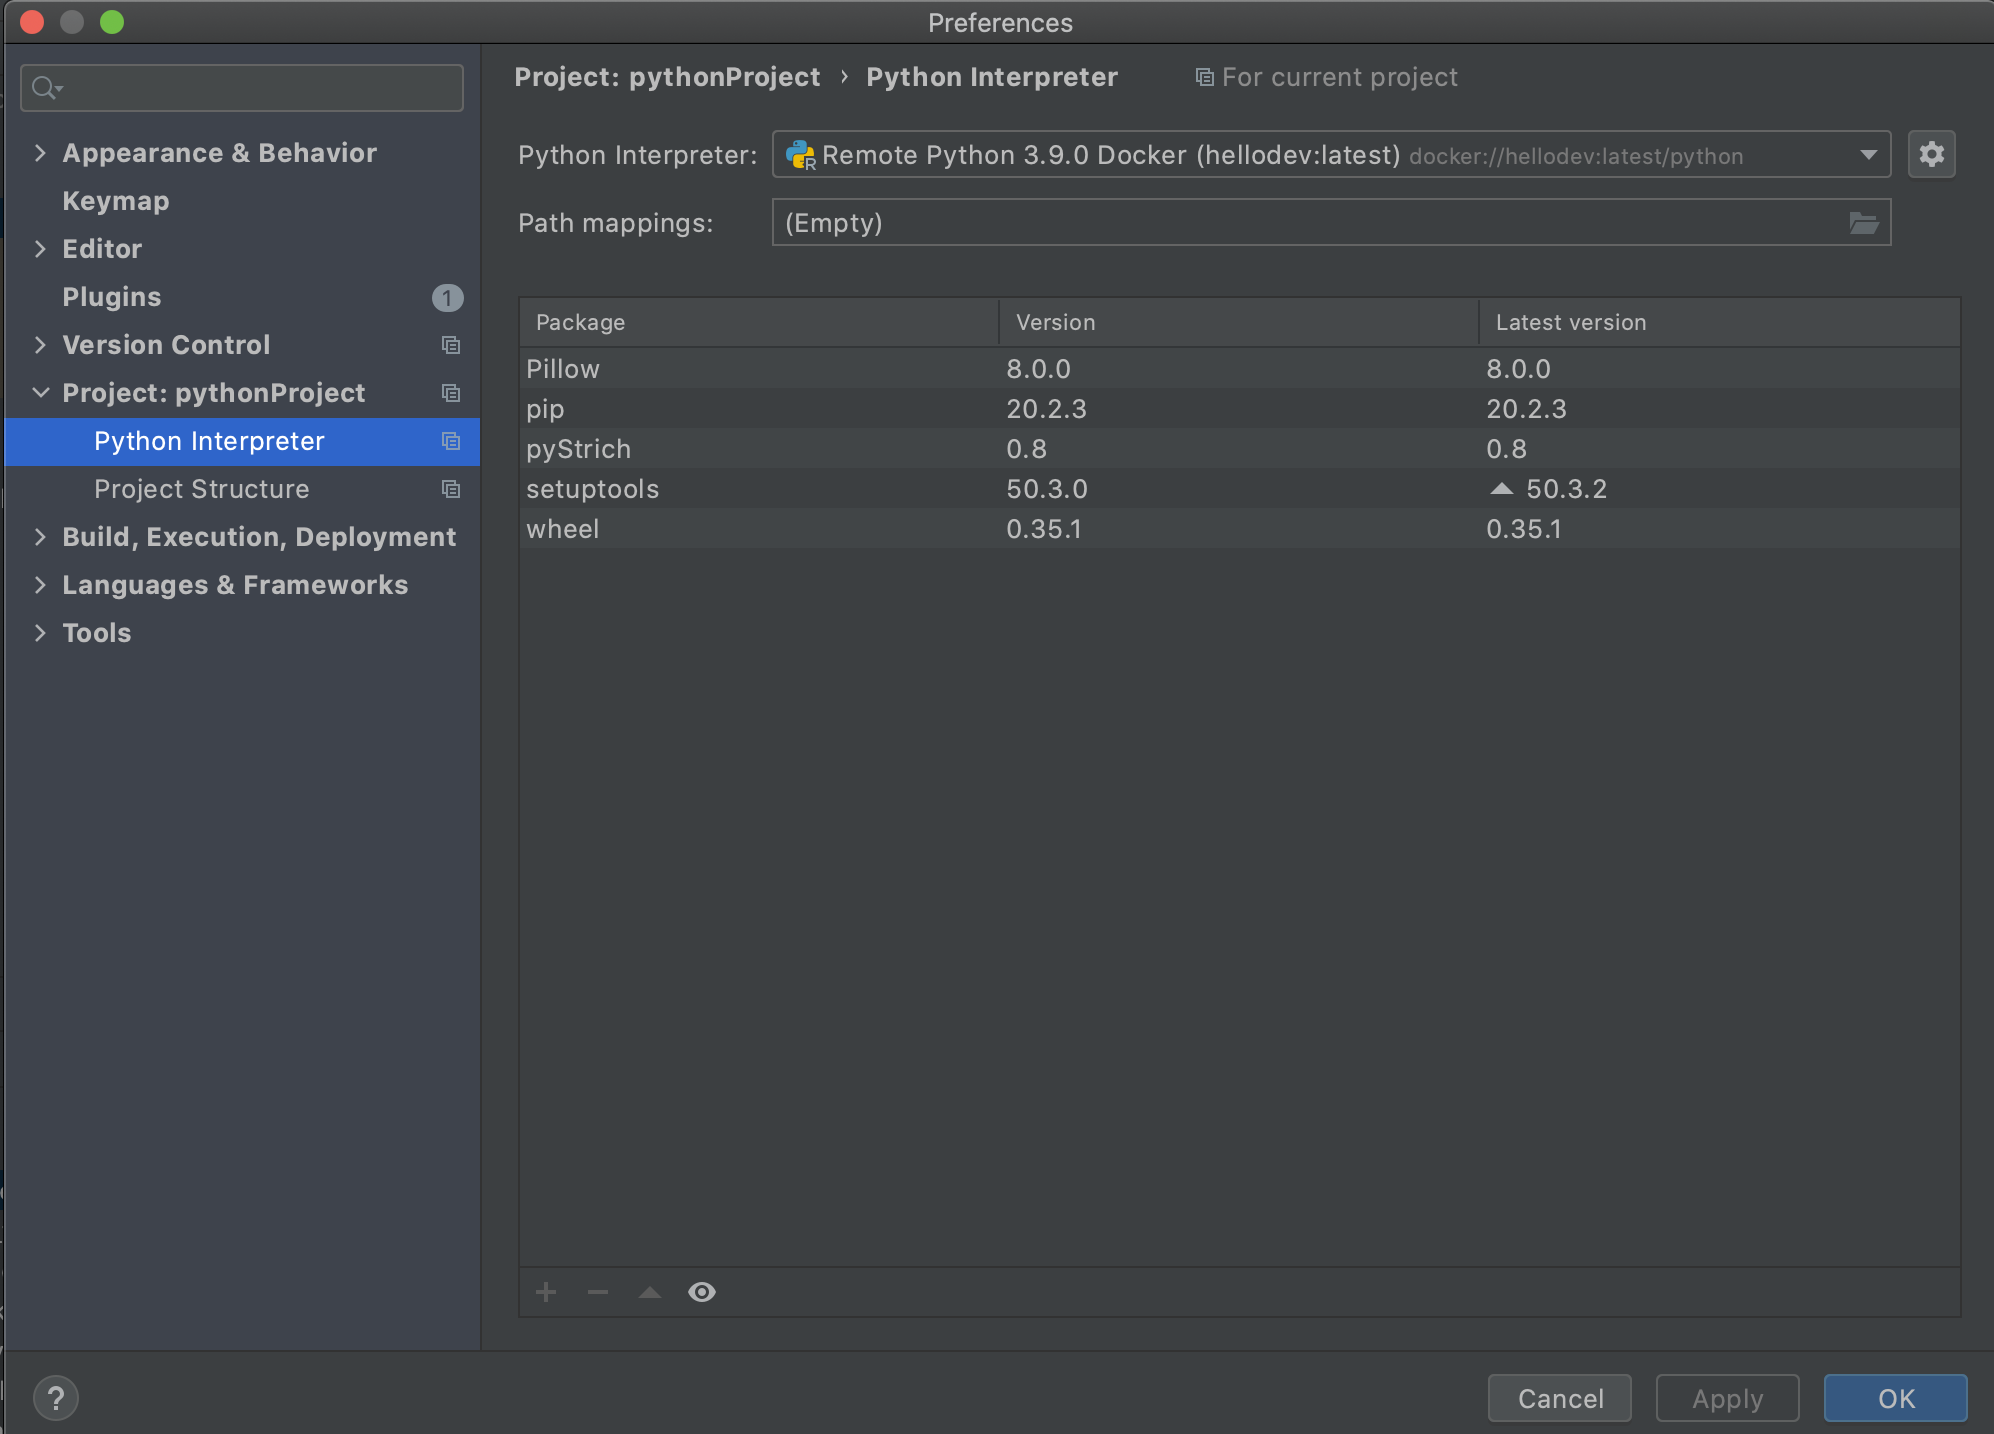 Preferences
Appearance & Behavior
Keymap
Editor
Plugins 1
Version Control
Project: pythonProject
Python Interpreter
Project Structure
Build, Execution, Deployment
Languages & Frameworks
Tools
Project: pythonProject › Python Interpreter For current project
Python Interpreter: Remote Python 3.9.0 Docker (hellodev:latest) docker://hellodev:latest/python
Path mappings: (Empty)
Package Version Latest version
Pillow 8.0.0 8.0.0
pip 20.2.3 20.2.3
pyStrich 0.8 0.8
setuptools 50.3.0 50.3.2
wheel 0.35.1 0.35.1
? Cancel Apply OK